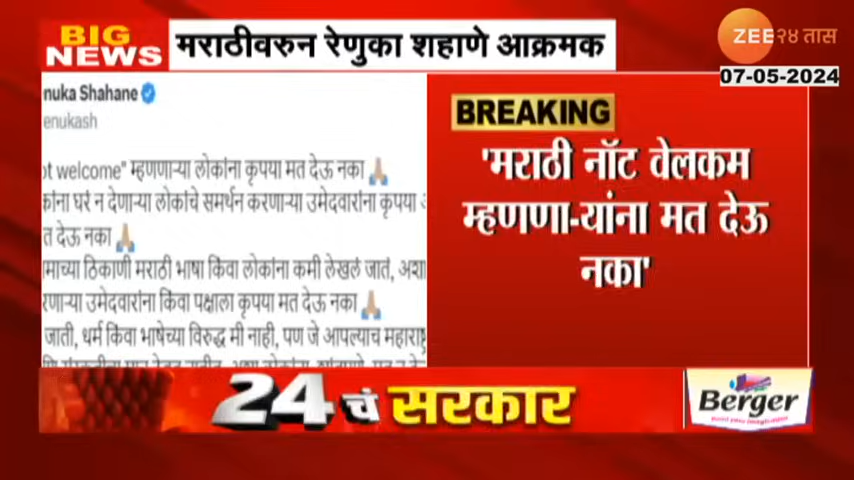 BIG
NEWS
मराठीवरुन रेणुका शहाणे आक्रमक
ZEE २४ तास
07-05-2024
nuka Shahane
enukash
ot welcome" म्हणणाऱ्या लोकांना कृपया मत देऊ नका 🙏🏽
कांना घरं न देणाऱ्या लोकांचे समर्थन करणाऱ्या उमेदवारांना कृपया
त देऊ नका 🙏🏽
माच्या ठिकाणी मराठी भाषा किंवा लोकांना कमी लेखलं जातं, अशा
रणाऱ्या उमेदवारांना किंवा पक्षाला कृपया मत देऊ नका 🙏🏽
जाती, धर्म किंवा भाषेच्या विरुद्ध मी नाही, पण जे आपल्याच महाराष्ट्र
BREAKING
'मराठी नॉट वेलकम
म्हणणा-यांना मत देऊ
नका'
24 चं सरकार
Berger